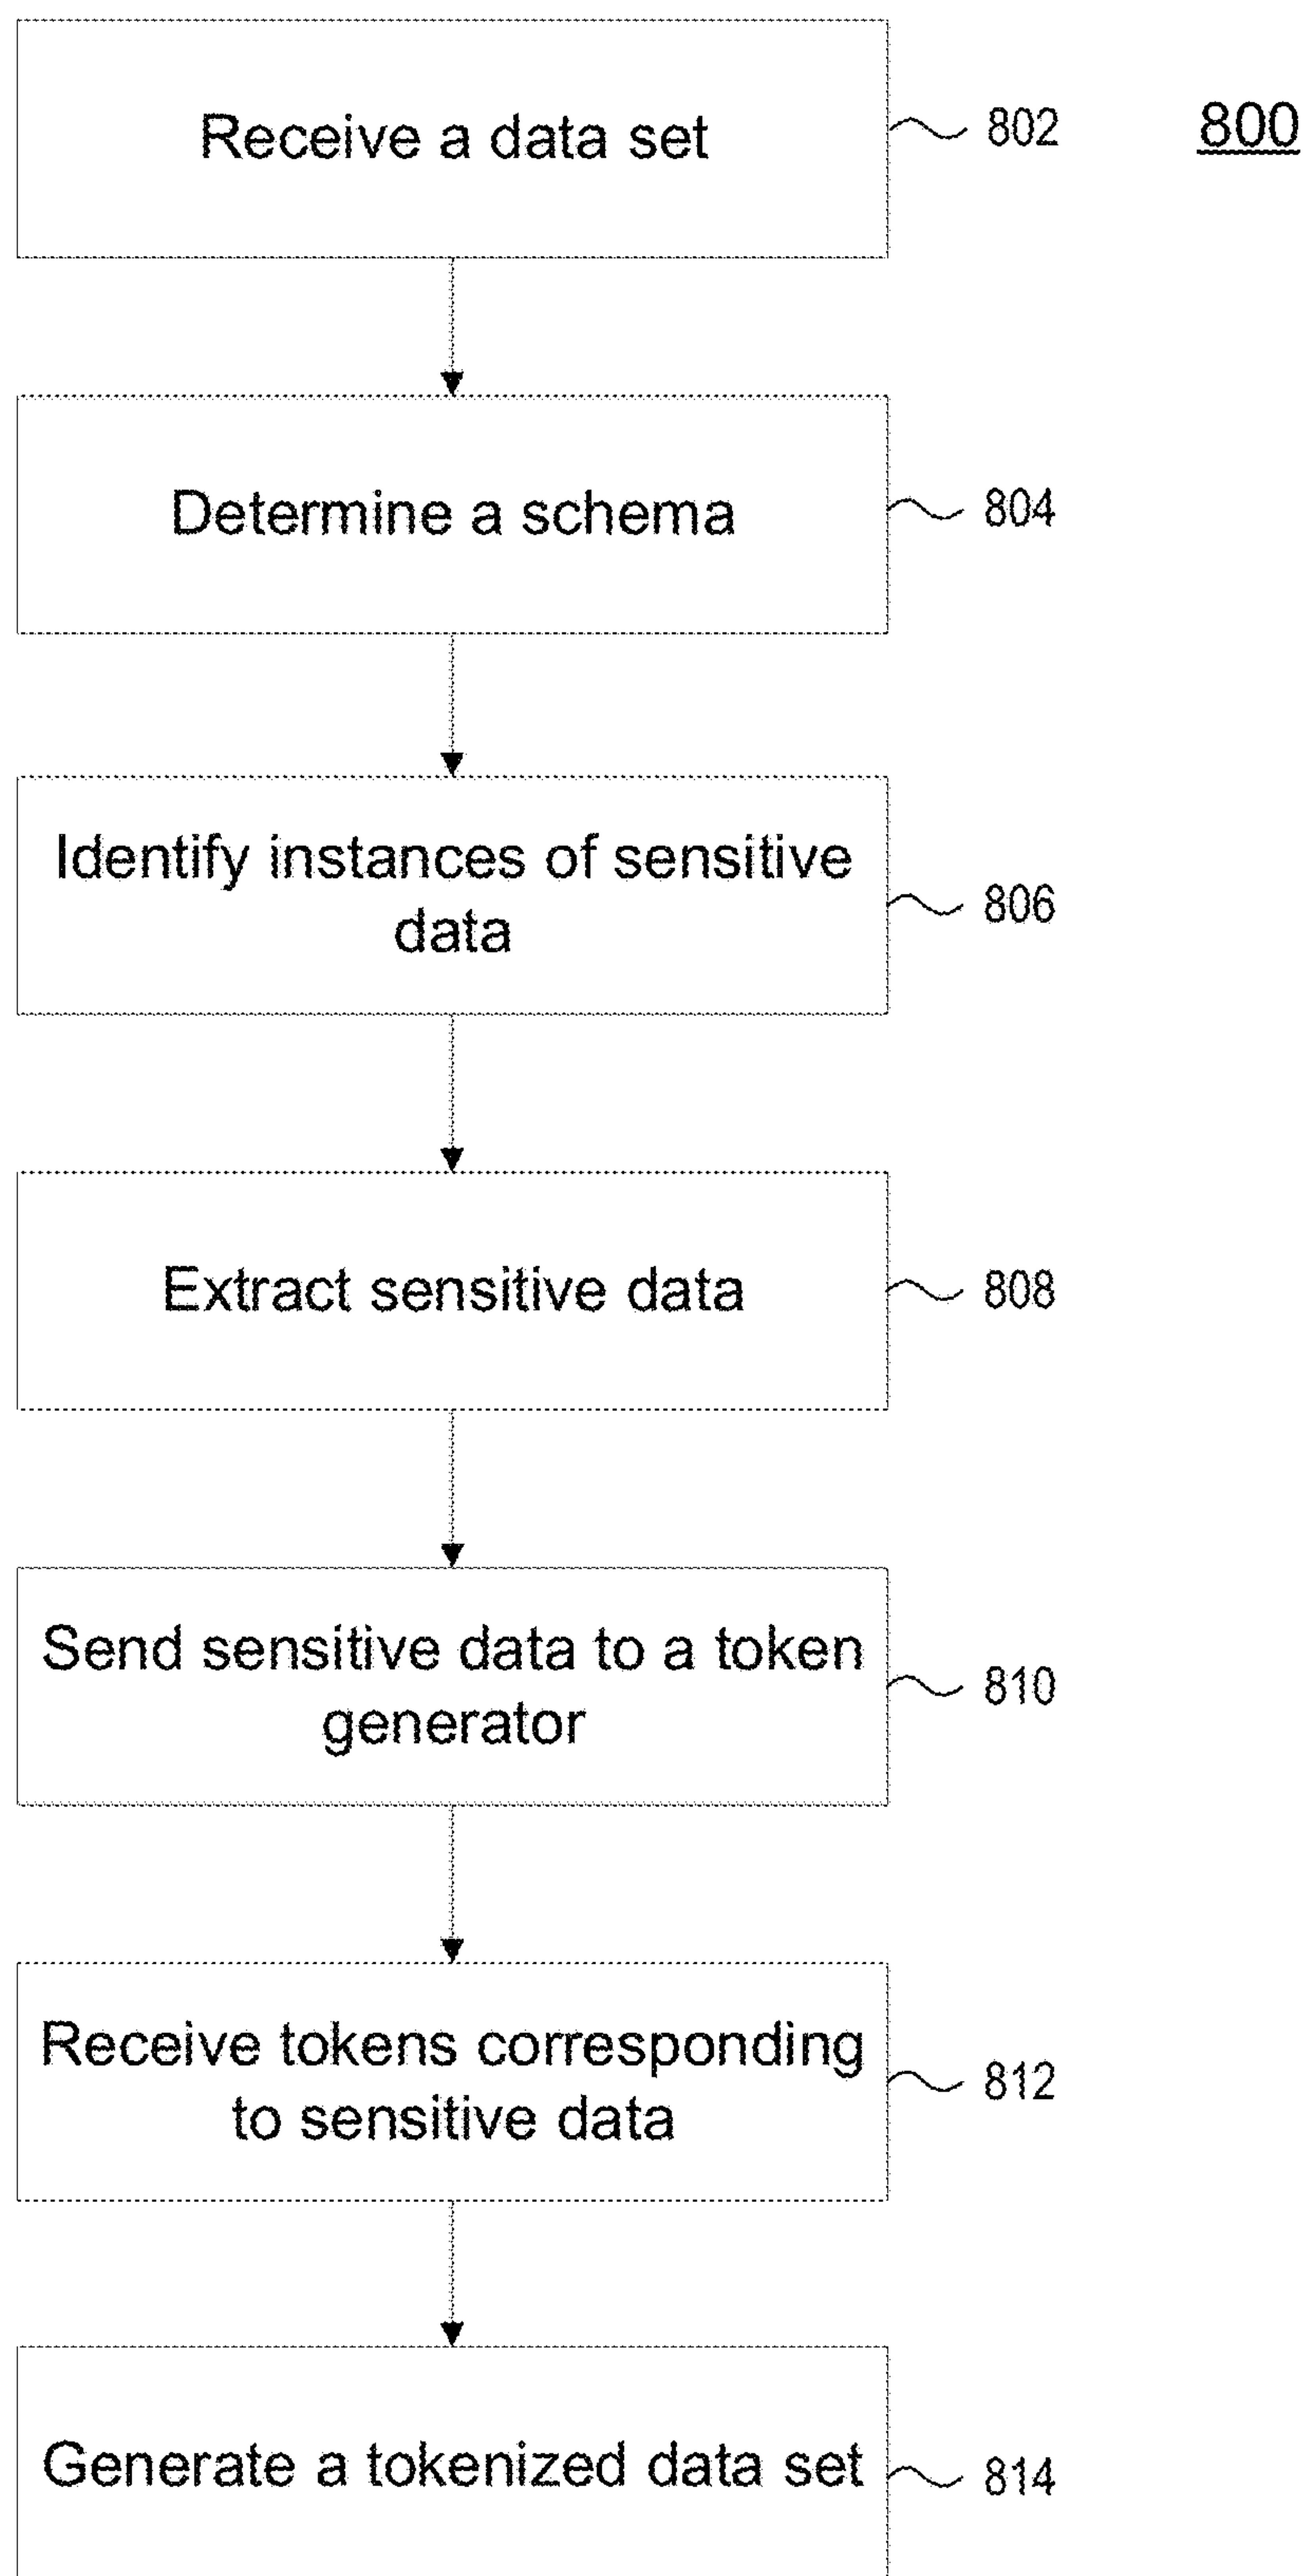 Receive a data set
802
800
Determine a schema
804
Identify instances of sensitive
data
806
Extract sensitive data
808
Send sensitive data to a token
generator
810
Receive tokens corresponding
to sensitive data
812
Generate a tokenized data set
814